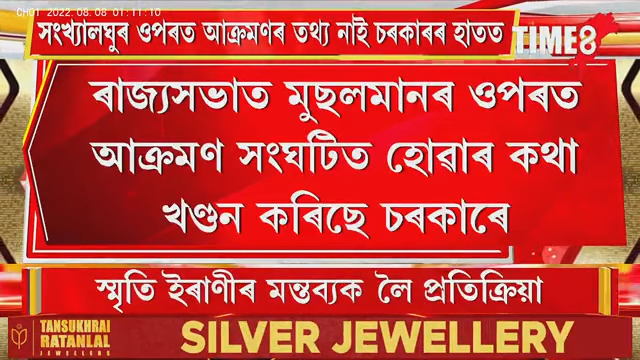 CH01 2022.08.08 01:11:10
সংখ্যালঘুৰ ওপৰত আক্ৰমণৰ তথ্য নাই চৰকাৰৰ হাতত
TIME8
ৰাজ্যসভাত মুছলমানৰ ওপৰত
আক্ৰমণ সংঘটিত হোৱাৰ কথা
খণ্ডন কৰিছে চৰকাৰে
স্মৃতি ইৰাণীৰ মন্তব্যক লৈ প্ৰতিক্ৰিয়া
TANSUKHRAI
RATANLAL
JEWELLERS
SILVER JEWELLERY